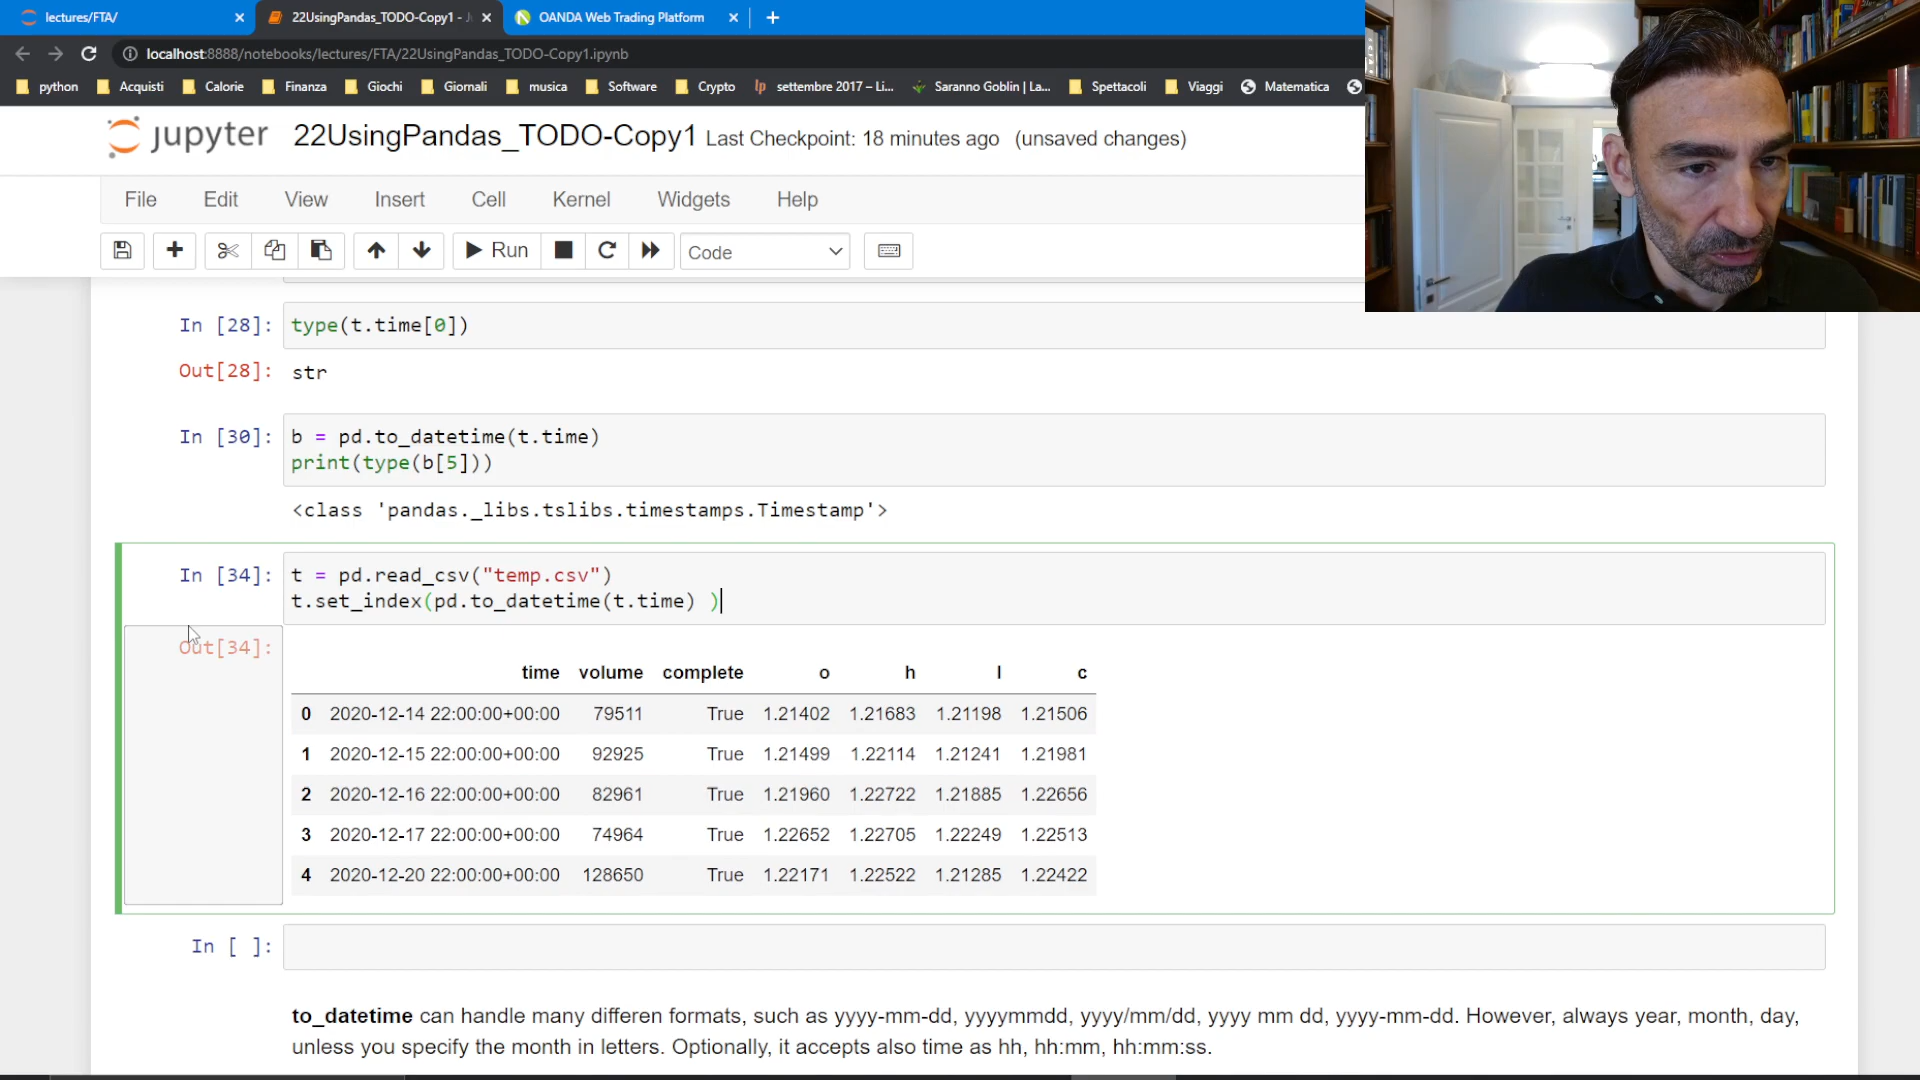 lectures/FTA/
22UsingPandas_TODO-Copy1 - J
OANDA Web Trading Platform
localhost:8888/notebooks/lectures/FTA/22UsingPandas_TODO-Copy1.ipynb
python Acquisti Calorie Finanza Giochi Giornali musica Software Crypto settembre 2017 – Li... Saranno Goblin | La... Spettacoli Viaggi Matematica
jupyter 22UsingPandas_TODO-Copy1 Last Checkpoint: 18 minutes ago (unsaved changes)
File Edit View Insert Cell Kernel Widgets Help
Run Code
In [28]: type(t.time[0])
Out[28]: str
In [30]: b = pd.to_datetime(t.time)
print(type(b[5]))
<class 'pandas._libs.tslibs.timestamps.Timestamp'>
In [34]: t = pd.read_csv("temp.csv")
t.set_index(pd.to_datetime(t.time) )
Out[34]:
time volume complete o h l c
0 2020-12-14 22:00:00+00:00 79511 True 1.21402 1.21683 1.21198 1.21506
1 2020-12-15 22:00:00+00:00 92925 True 1.21499 1.22114 1.21241 1.21981
2 2020-12-16 22:00:00+00:00 82961 True 1.21960 1.22722 1.21885 1.22656
3 2020-12-17 22:00:00+00:00 74964 True 1.22652 1.22705 1.22249 1.22513
4 2020-12-20 22:00:00+00:00 128650 True 1.22171 1.22522 1.21285 1.22422
In [ ]:
to_datetime can handle many differen formats, such as yyyy-mm-dd, yyyymmdd, yyyy/mm/dd, yyyy mm dd, yyyy-mm-dd. However, always year, month, day,
unless you specify the month in letters. Optionally, it accepts also time as hh, hh:mm, hh:mm:ss.